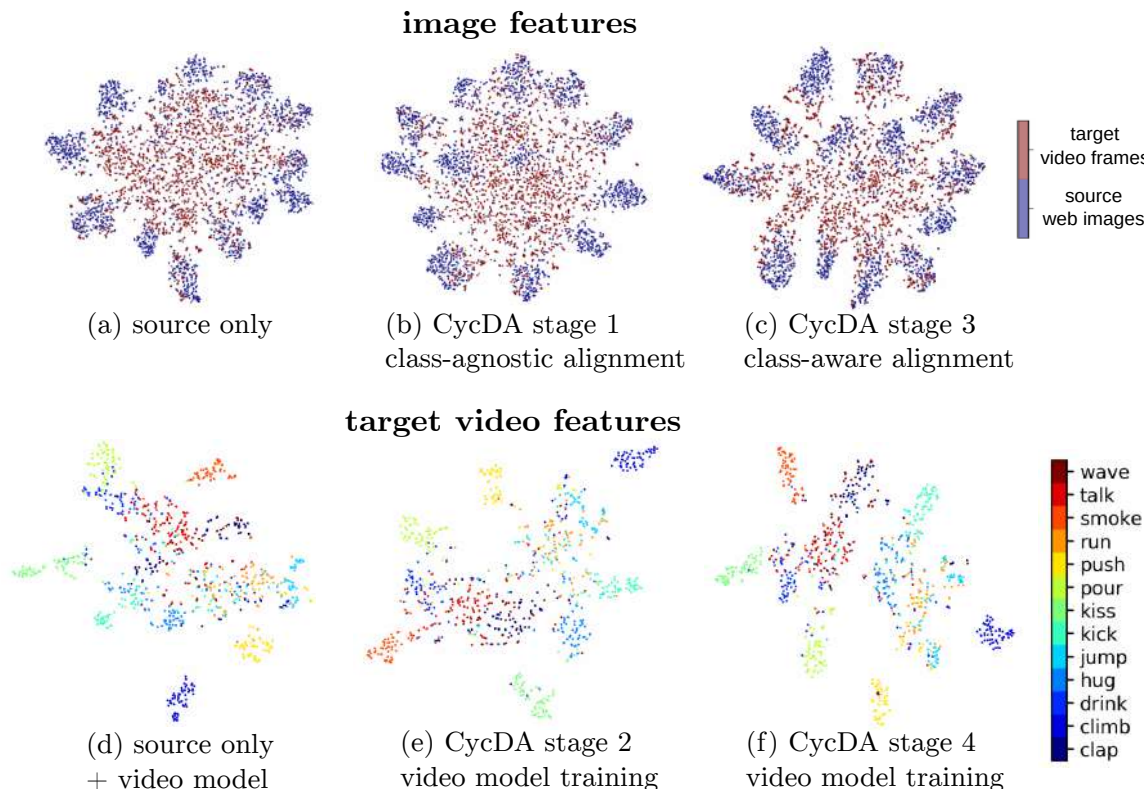 image features
target
video frames
source
web images
(a) source only
(b) CycDA stage 1
class-agnostic alignment
(c) CycDA stage 3
class-aware alignment
target video features
wave
talk
smoke
run
push
pour
kiss
kick
jump
hug
drink
climb
clap
(d) source only
+ video model
(e) CycDA stage 2
video model training
(f) CycDA stage 4
video model training